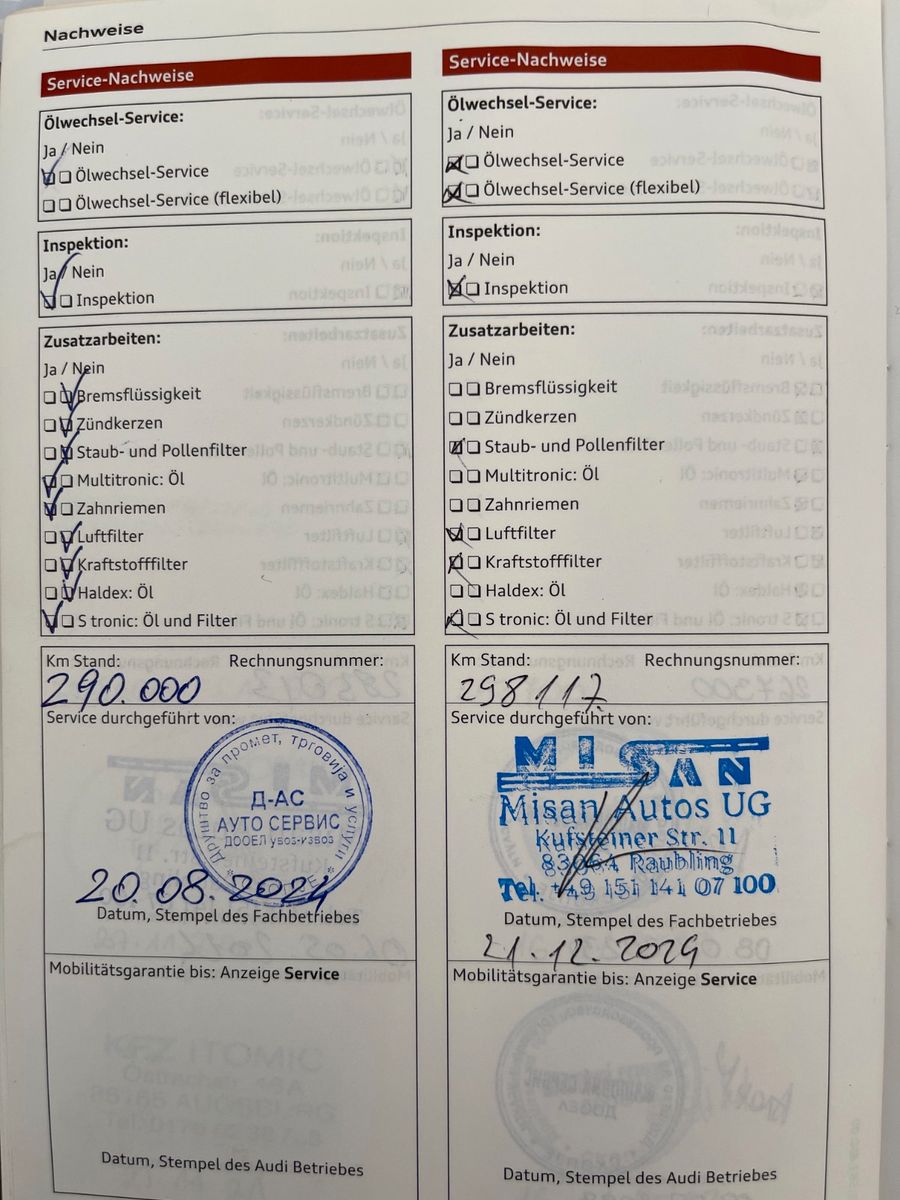 Nachweise
Service-Nachweise
Ölwechsel-Service:
Ja / Nein
Ölwechsel-Service
Ölwechsel-Service (flexibel)
Inspektion:
Ja / Nein
Inspektion
Zusatzarbeiten:
Ja / Nein
Bremsflüssigkeit
Zündkerzen
Staub- und Pollenfilter
Multitronic: Öl
Zahnriemen
Luftfilter
Kraftstofffilter
Haldex: Öl
S tronic: Öl und Filter
Km Stand: Rechnungsnummer:
290.000
Service durchgeführt von:
Друштво за промет, трговија и услуги
Д-АС
АУТО СЕРВИС
ДООЕЛ увоз-извоз
20.08.2024
Datum, Stempel des Fachbetriebes
Mobilitätsgarantie bis: Anzeige Service
Datum, Stempel des Audi Betriebes
Service-Nachweise
Ölwechsel-Service:
Ja / Nein
Ölwechsel-Service
Ölwechsel-Service (flexibel)
Inspektion:
Ja / Nein
Inspektion
Zusatzarbeiten:
Ja / Nein
Bremsflüssigkeit
Zündkerzen
Staub- und Pollenfilter
Multitronic: Öl
Zahnriemen
Luftfilter
Kraftstofffilter
Haldex: Öl
S tronic: Öl und Filter
Km Stand: Rechnungsnummer:
298117
Service durchgeführt von:
MISAN
Misan Autos UG
Kufsteiner Str. 11
83064 Raubling
Tel. +49 151 141 07 100
Datum, Stempel des Fachbetriebes
21.12.2024
Mobilitätsgarantie bis: Anzeige Service
Datum, Stempel des Audi Betriebes